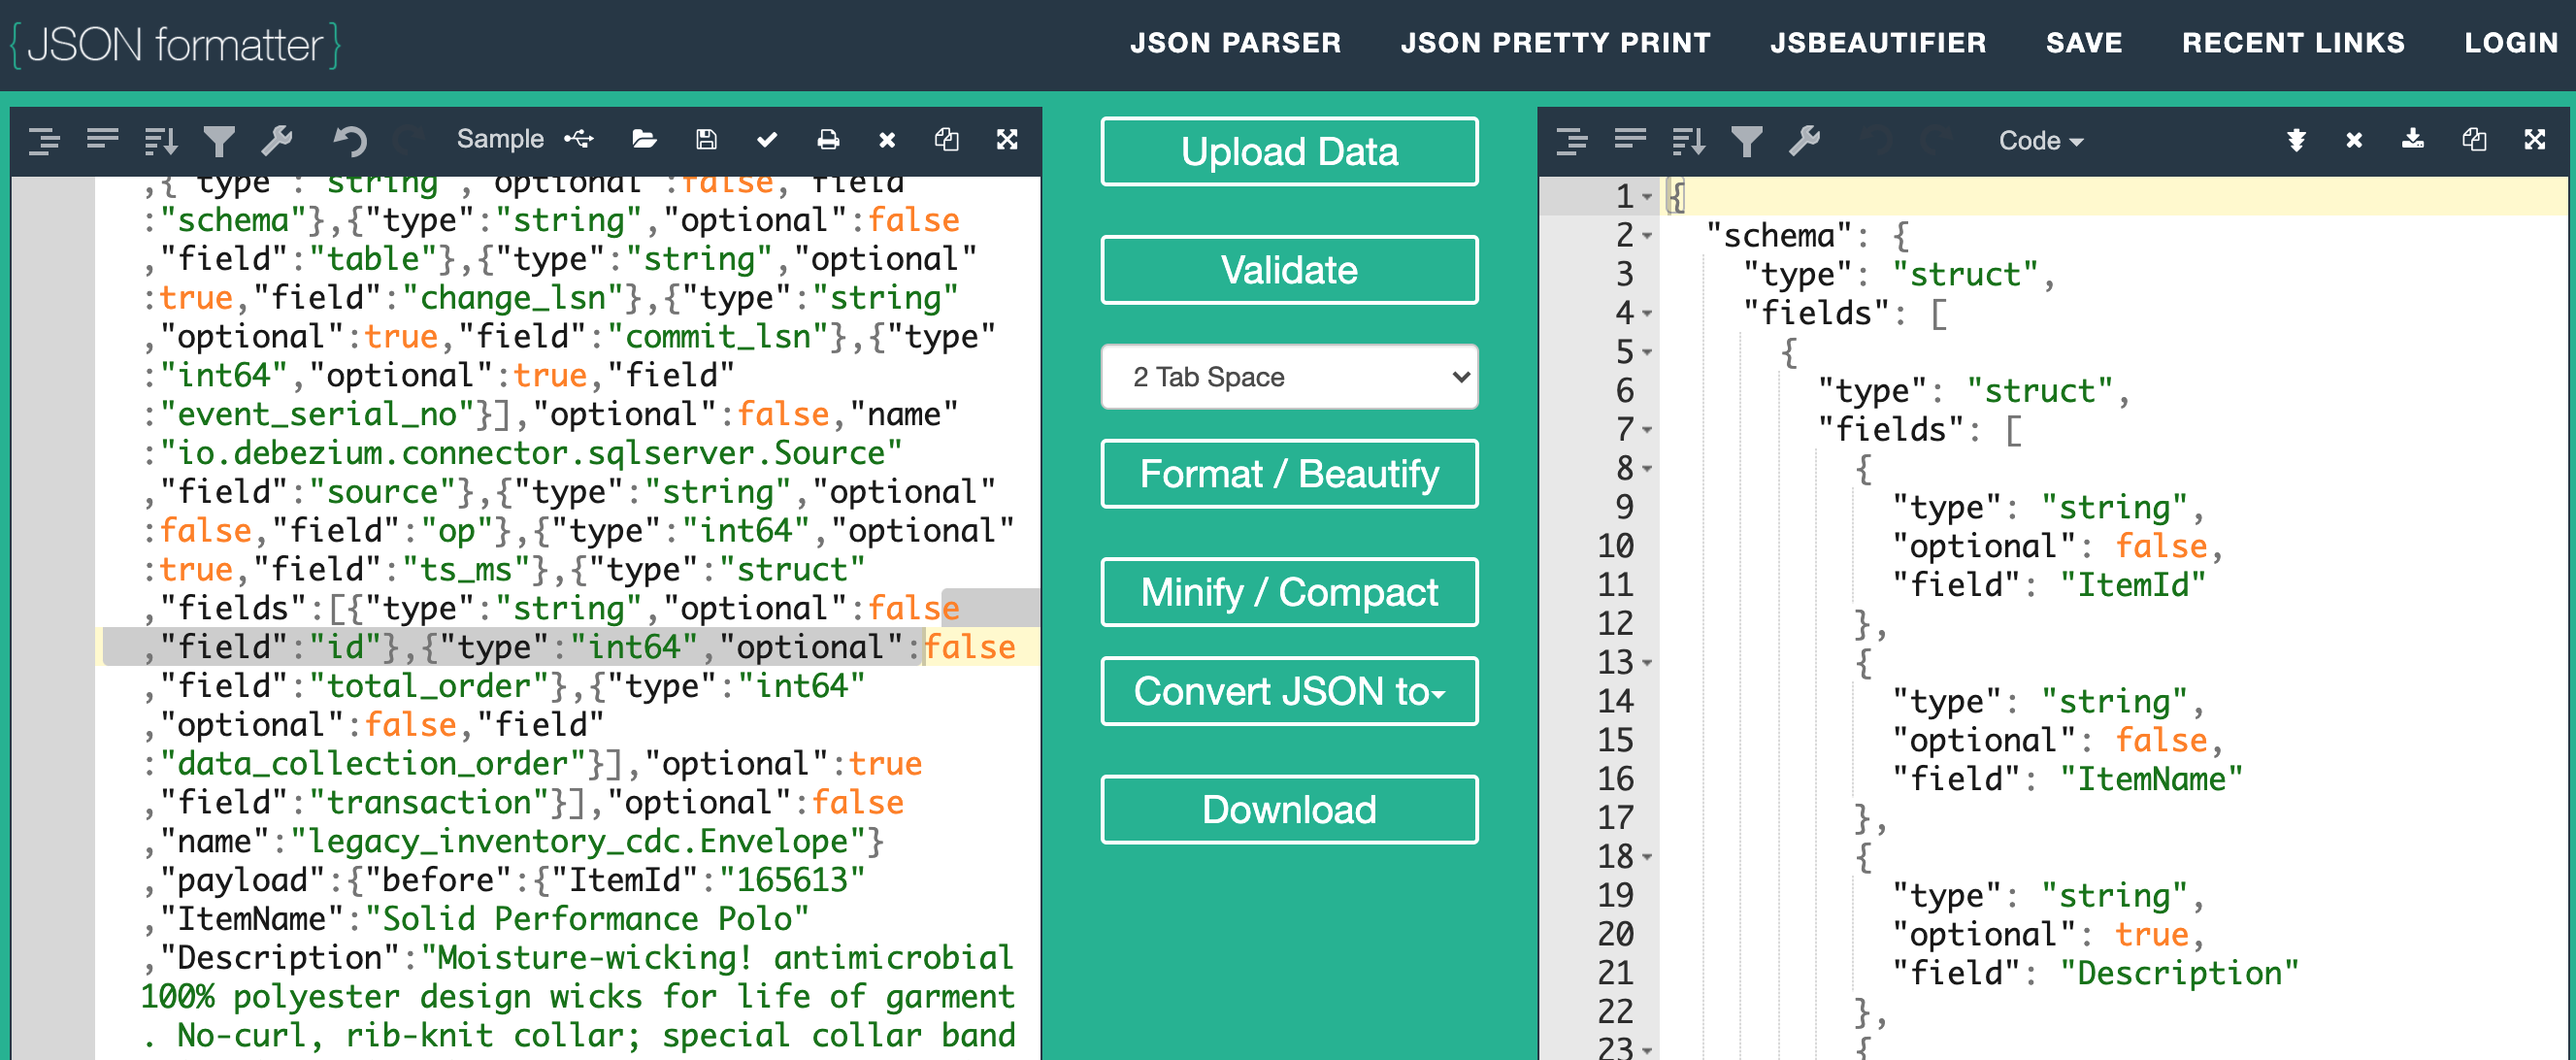 {JSON formatter}
JSON PARSER
JSON PRETTY PRINT
JSBEAUTIFIER
SAVE
RECENT LINKS
LOGIN
Sample
,{"type":"string","optional":false,"field"
:"schema"},{"type":"string","optional":false
,"field":"table"},{"type":"string","optional"
:true,"field":"change_lsn"},{"type":"string"
,"optional":true,"field":"commit_lsn"},{"type"
:"int64","optional":true,"field"
:"event_serial_no"}],"optional":false,"name"
:"io.debezium.connector.sqlserver.Source"
,"field":"source"},{"type":"string","optional"
:false,"field":"op"},{"type":"int64","optional"
:true,"field":"ts_ms"},{"type":"struct"
,"fields":[{"type":"string","optional":false
,"field":"id"},{"type":"int64","optional":false
,"field":"total_order"},{"type":"int64"
,"optional":false,"field"
:"data_collection_order"}],"optional":true
,"field":"transaction"}],"optional":false
,"name":"legacy_inventory_cdc.Envelope"}
,"payload":{"before":{"ItemId":"165613"
,"ItemName":"Solid Performance Polo"
,"Description":"Moisture-wicking! antimicrobial
100% polyester design wicks for life of garment
. No-curl, rib-knit collar; special collar band
Upload Data
Validate
2 Tab Space
Format / Beautify
Minify / Compact
Convert JSON to
Download
Code
1 {
2 "schema": {
3 "type": "struct",
4 "fields": [
5 {
6 "type": "struct",
7 "fields": [
8 {
9 "type": "string",
10 "optional": false,
11 "field": "ItemId"
12 },
13 {
14 "type": "string",
15 "optional": false,
16 "field": "ItemName"
17 },
18 {
19 "type": "string",
20 "optional": true,
21 "field": "Description"
22 },
23 {